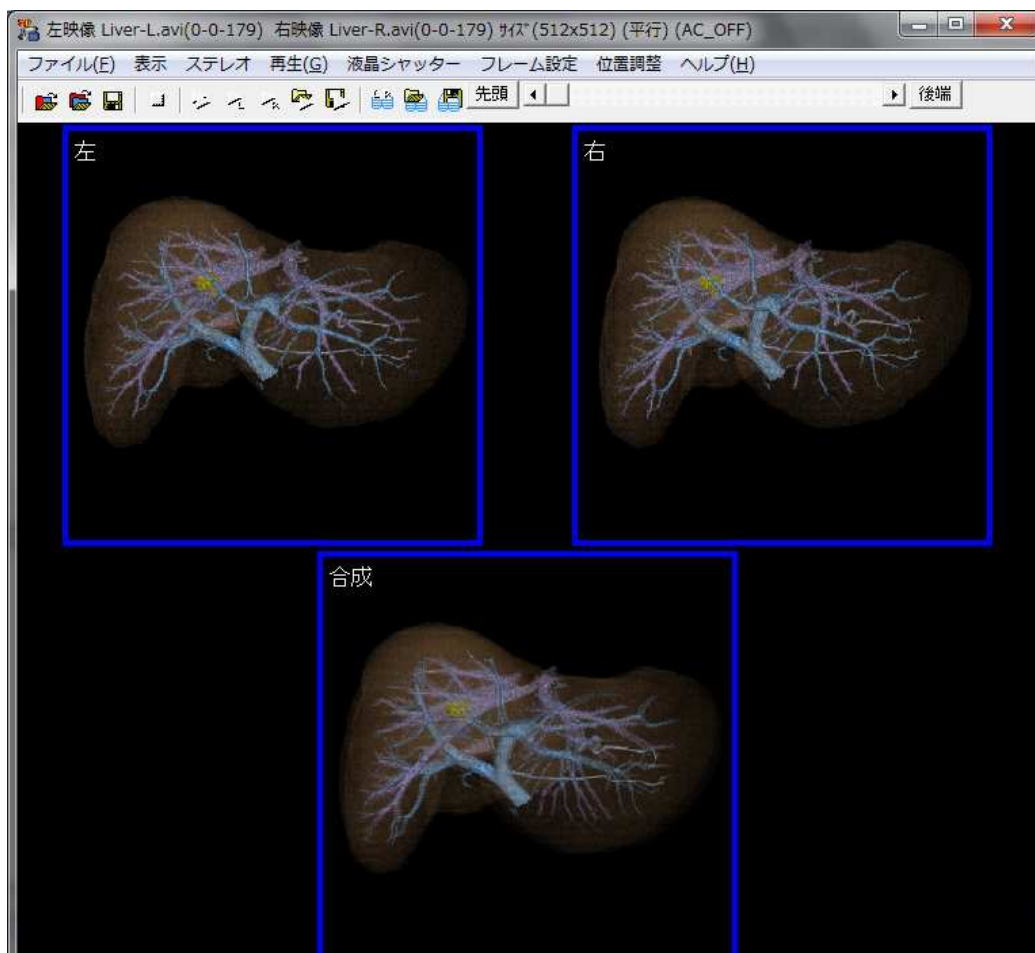 左映像 Liver-L.avi(0-0-179) 右映像 Liver-R.avi(0-0-179) ｻｲｽﾞ(512x512) (平行) (AC_OFF)
ファイル(F) 表示 ステレオ 再生(G) 液晶シャッター フレーム設定 位置調整 ヘルプ(H)
先頭 後端
左 右
合成